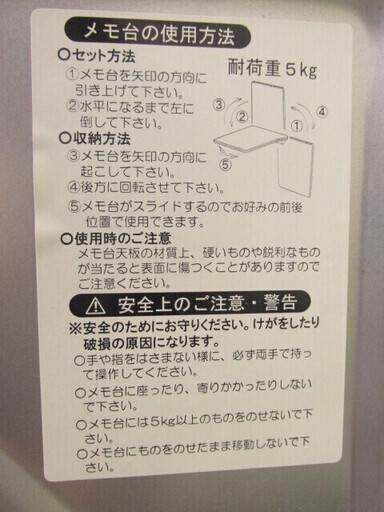 メモ台の使用方法
○セット方法
耐荷重5kg
①メモ台を矢印の方向に
引き上げて下さい。
②水平になるまで左に
倒して下さい。
○収納方法
③メモ台を矢印の方向に
起こして下さい。
④後方に回転させて下さい。
⑤メモ台がスライドするのでお好みの前後
位置で使用できます。
③
②
①
④
⑤
○使用時のご注意
メモ台天板の材質上、硬いものや鋭利なもの
が当たると表面に傷つくことがありますので
ご注意ください。
安全上のご注意・警告
※安全のためにお守りください。けがをしたり
破損の原因になります。
○手や指をはさまない様に、必ず両手で持っ
て操作してください。
○メモ台に座ったり、寄りかかったりしない
で下さい。
○メモ台には5kg以上のものをのせないで下
さい。
○メモ台にものをのせたまま移動しないで下
さい。